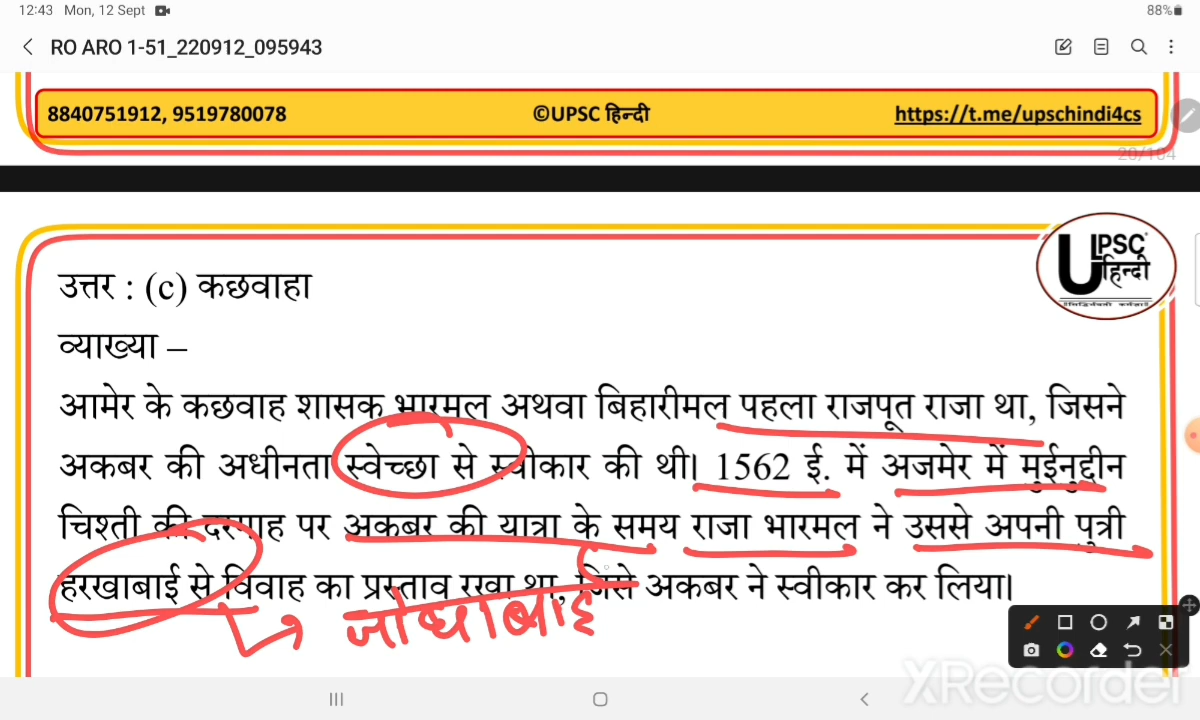 12:43 Mon, 12 Sept 88%
RO ARO 1-51_220912_095943
8840751912, 9519780078 ©UPSC हिन्दी https://t.me/upschindi4cs
20/104
UPSC
हिन्दी
उत्तर : (c) कछवाहा
व्याख्या –
आमेर के कछवाह शासक भारमल अथवा बिहारीमल पहला राजपूत राजा था, जिसने
अकबर की अधीनता स्वेच्छा से स्वीकार की थी। 1562 ई. में अजमेर में मुईनुद्दीन
चिश्ती की दरगाह पर अकबर की यात्रा के समय राजा भारमल ने उससे अपनी पुत्री
हरखाबाई से विवाह का प्रस्ताव रखा था, जिसे अकबर ने स्वीकार कर लिया।
जोधाबाई
XRecorder